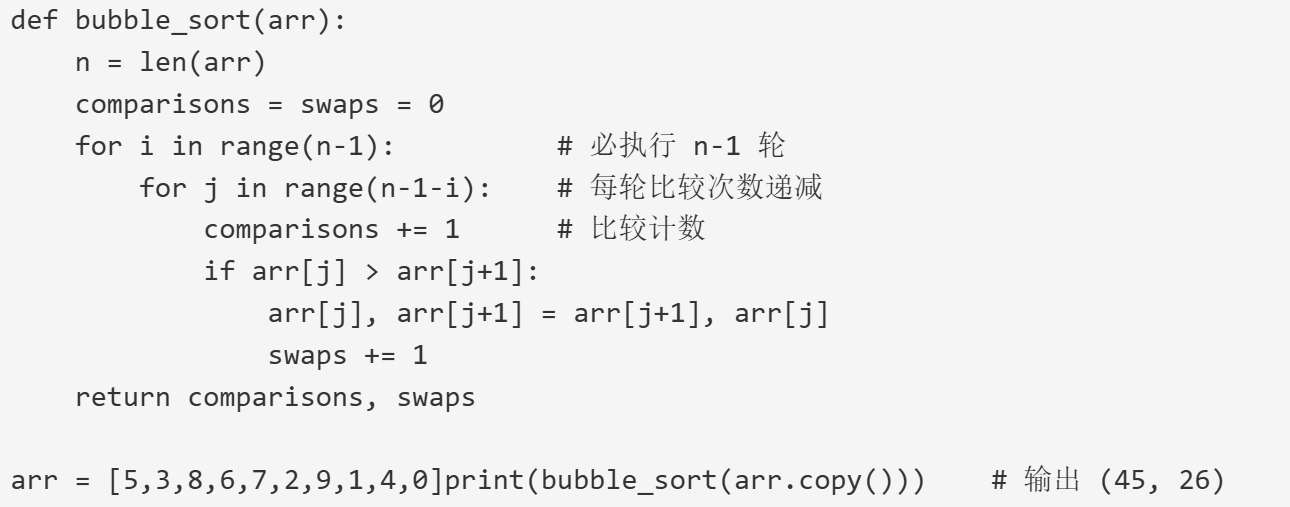 def bubble_sort(arr):
    n = len(arr)
    comparisons = swaps = 0
    for i in range(n-1):          # 必执行 n-1 轮
        for j in range(n-1-i):    # 每轮比较次数递减
            comparisons += 1      # 比较计数
            if arr[j] > arr[j+1]:
                arr[j], arr[j+1] = arr[j+1], arr[j]
                swaps += 1
    return comparisons, swaps

arr = [5,3,8,6,7,2,9,1,4,0]print(bubble_sort(arr.copy()))    # 输出 (45, 26)